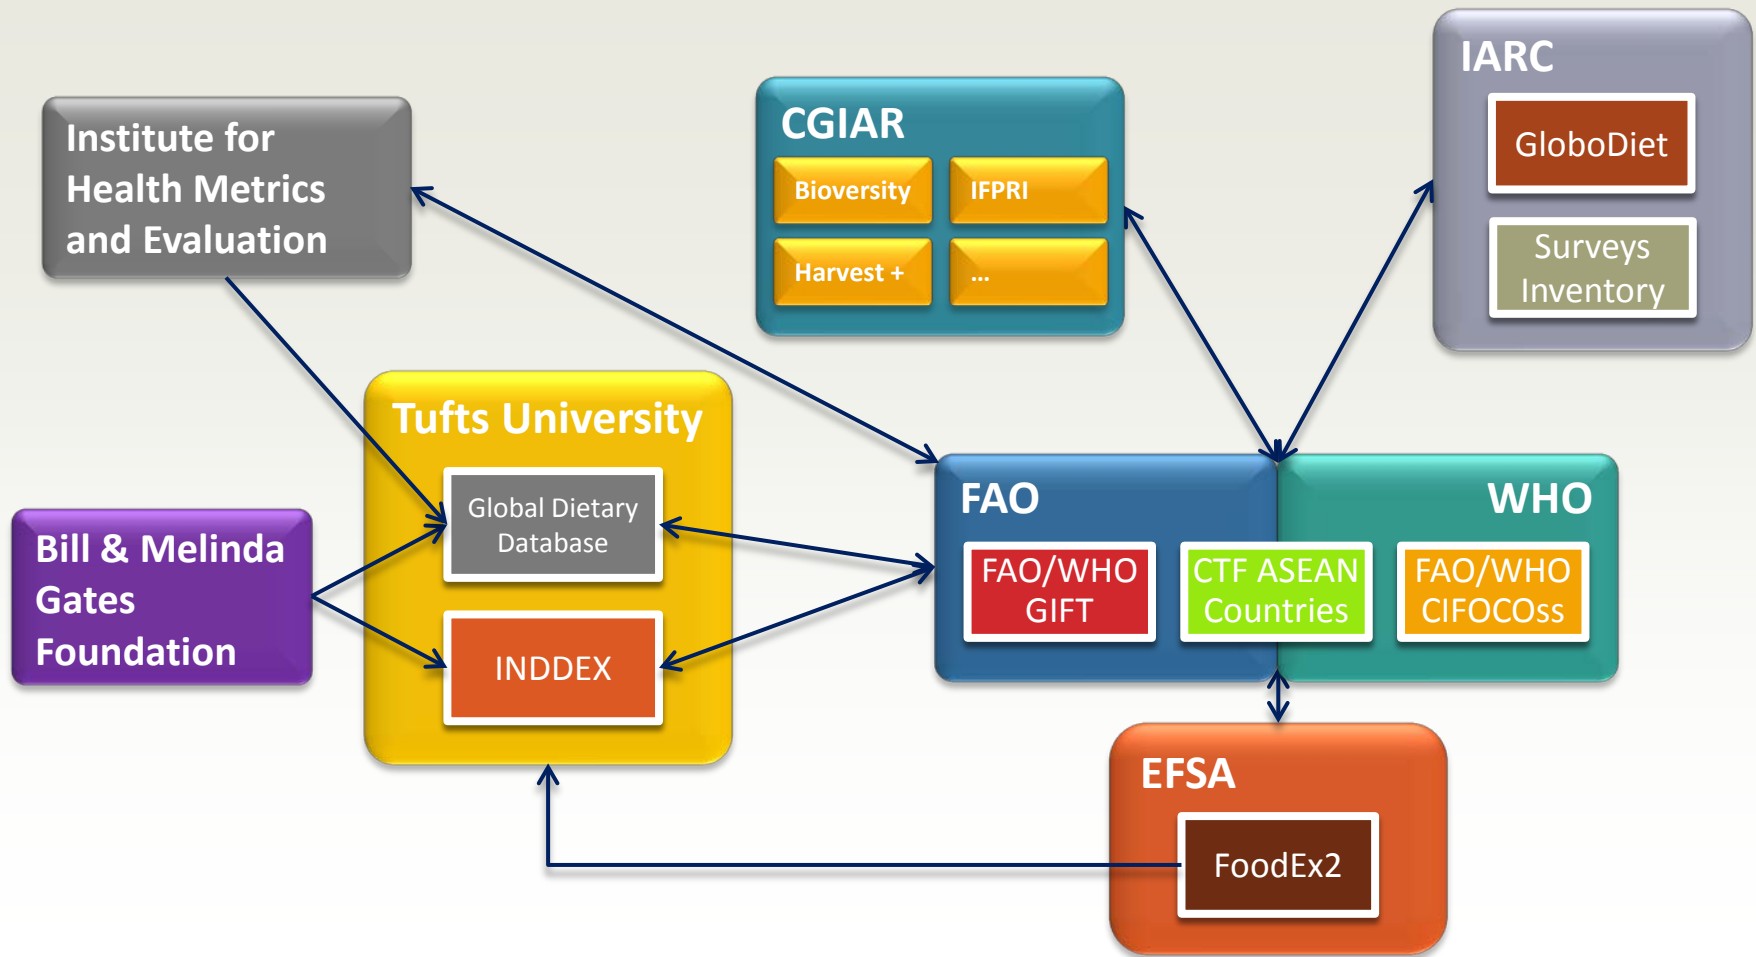 IARC
GloboDiet
Surveys
Inventory
CGIAR
Bioversity
IFPRI
Harvest +
...
Institute for
Health Metrics
and Evaluation
Tufts University
Global Dietary
Database
INDDEX
Bill & Melinda
Gates
Foundation
FAO
WHO
FAO/WHO
GIFT
CTF ASEAN
Countries
FAO/WHO
CIFOCOss
EFSA
FoodEx2